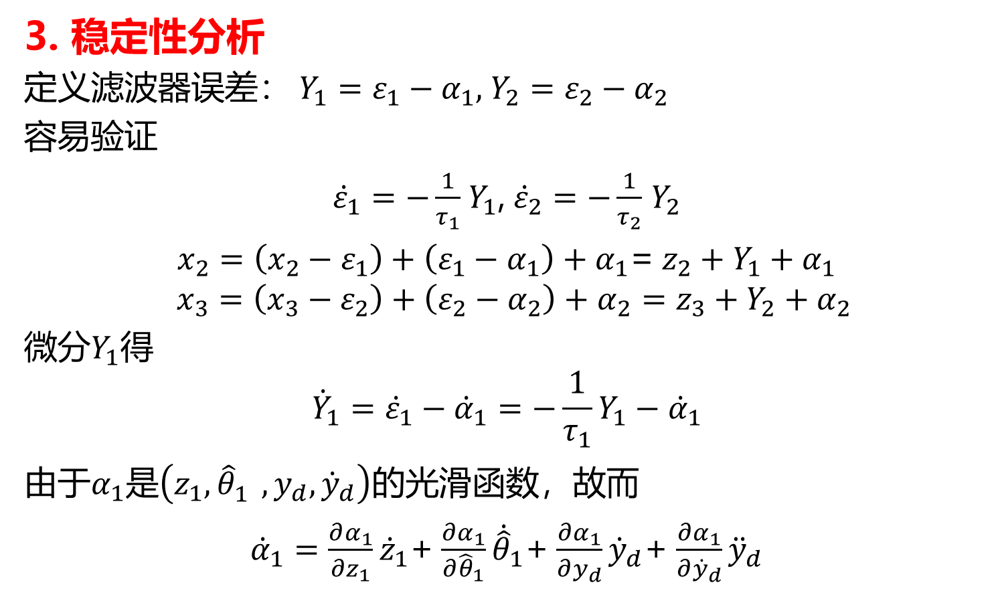 3. 稳定性分析
定义滤波器误差： $Y_1 = \varepsilon_1 - \alpha_1, Y_2 = \varepsilon_2 - \alpha_2$
容易验证
$\dot{\varepsilon}_1 = -\frac{1}{\tau_1} Y_1, \dot{\varepsilon}_2 = -\frac{1}{\tau_2} Y_2$
$x_2 = (x_2 - \varepsilon_1) + (\varepsilon_1 - \alpha_1) + \alpha_1 = z_2 + Y_1 + \alpha_1$
$x_3 = (x_3 - \varepsilon_2) + (\varepsilon_2 - \alpha_2) + \alpha_2 = z_3 + Y_2 + \alpha_2$
微分$Y_1$得
$\dot{Y}_1 = \dot{\varepsilon}_1 - \dot{\alpha}_1 = -\frac{1}{\tau_1} Y_1 - \dot{\alpha}_1$
由于$\alpha_1$是$(z_1, \hat{\theta}_1, y_d, \dot{y}_d)$的光滑函数，故而
$\dot{\alpha}_1 = \frac{\partial \alpha_1}{\partial z_1} \dot{z}_1 + \frac{\partial \alpha_1}{\partial \hat{\theta}_1} \dot{\hat{\theta}}_1 + \frac{\partial \alpha_1}{\partial y_d} \dot{y}_d + \frac{\partial \alpha_1}{\partial \dot{y}_d} \ddot{y}_d$